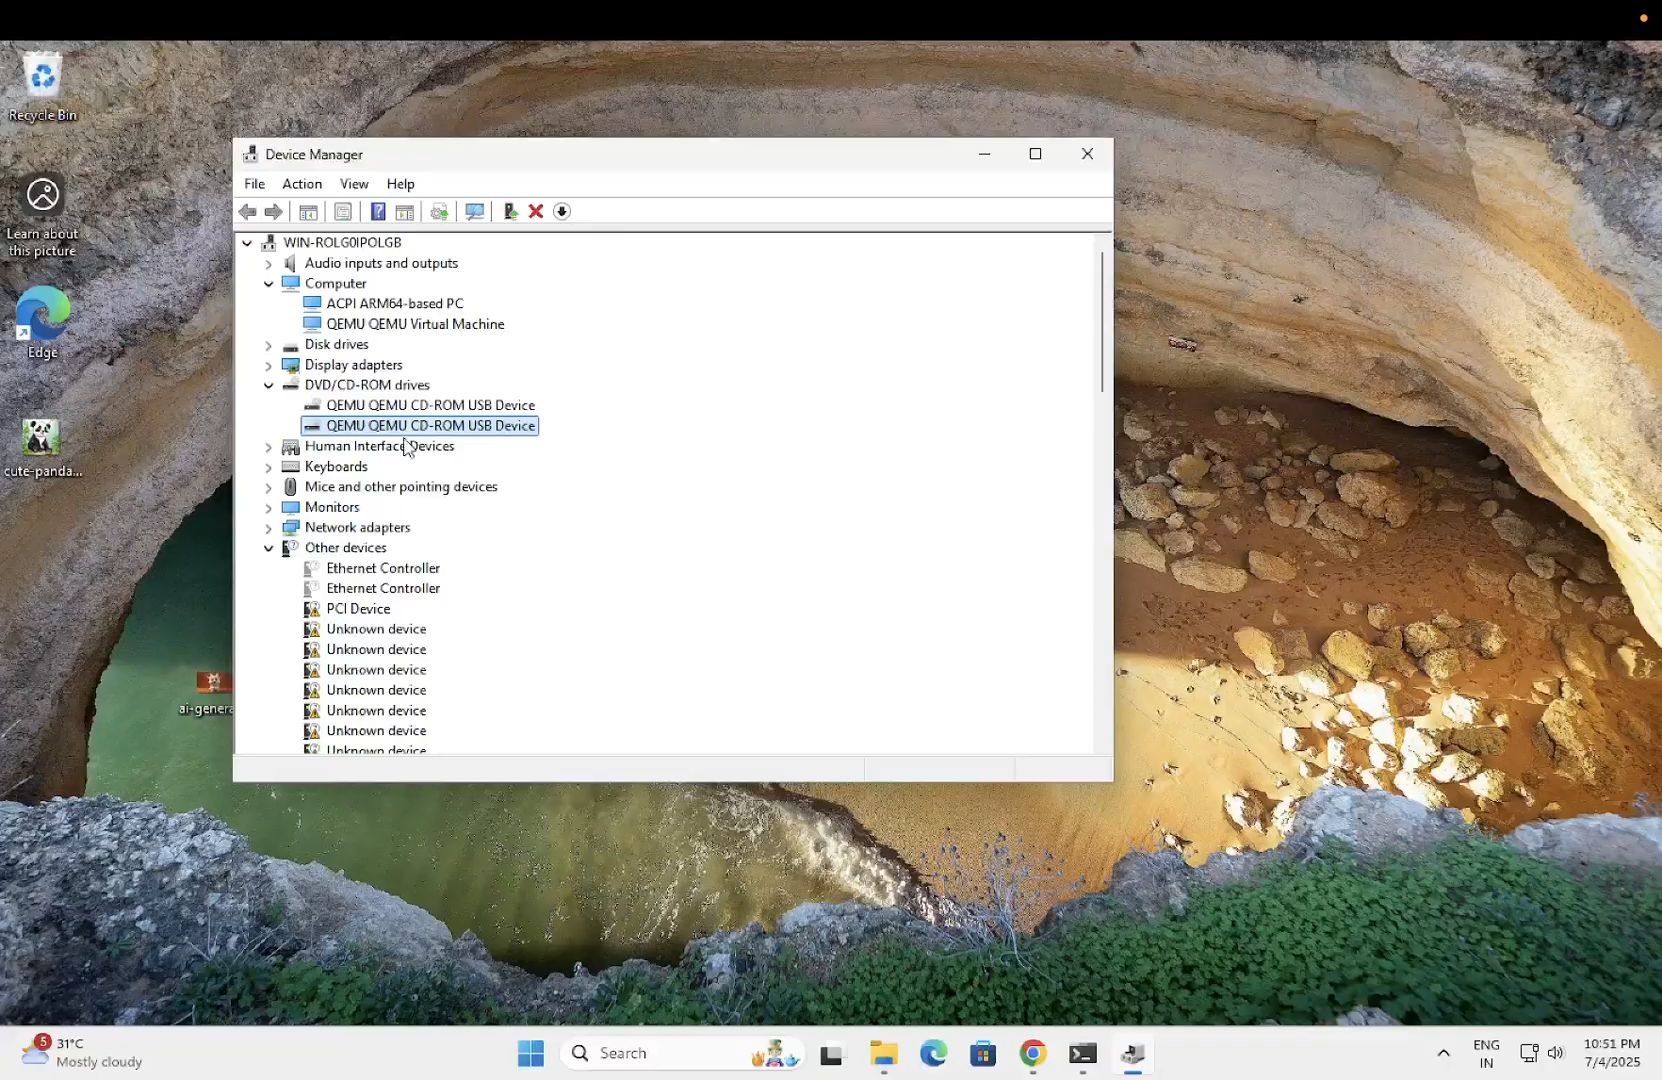 Recycle Bin
Learn about
this picture
Edge
cute-panda...
ai-genera
Device Manager
File Action View Help
WIN-ROLG0IPOLGB
Audio inputs and outputs
Computer
ACPI ARM64-based PC
QEMU QEMU Virtual Machine
Disk drives
Display adapters
DVD/CD-ROM drives
QEMU QEMU CD-ROM USB Device
QEMU QEMU CD-ROM USB Device
Human Interface Devices
Keyboards
Mice and other pointing devices
Monitors
Network adapters
Other devices
Ethernet Controller
Ethernet Controller
PCI Device
Unknown device
Unknown device
Unknown device
Unknown device
Unknown device
Unknown device
Unknown device
5
31°C
Mostly cloudy
Search
ENG
IN
10:51 PM
7/4/2025